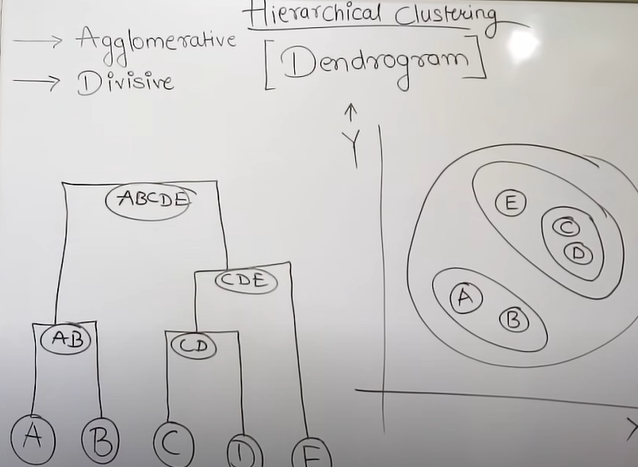 Hierarchical Clustering
→ Agglomerative
→ Divisive
[Dendrogram]
↑
Y
ABCDE
CDE
AB
CD
A B C D E
E
C
D
A
B
X